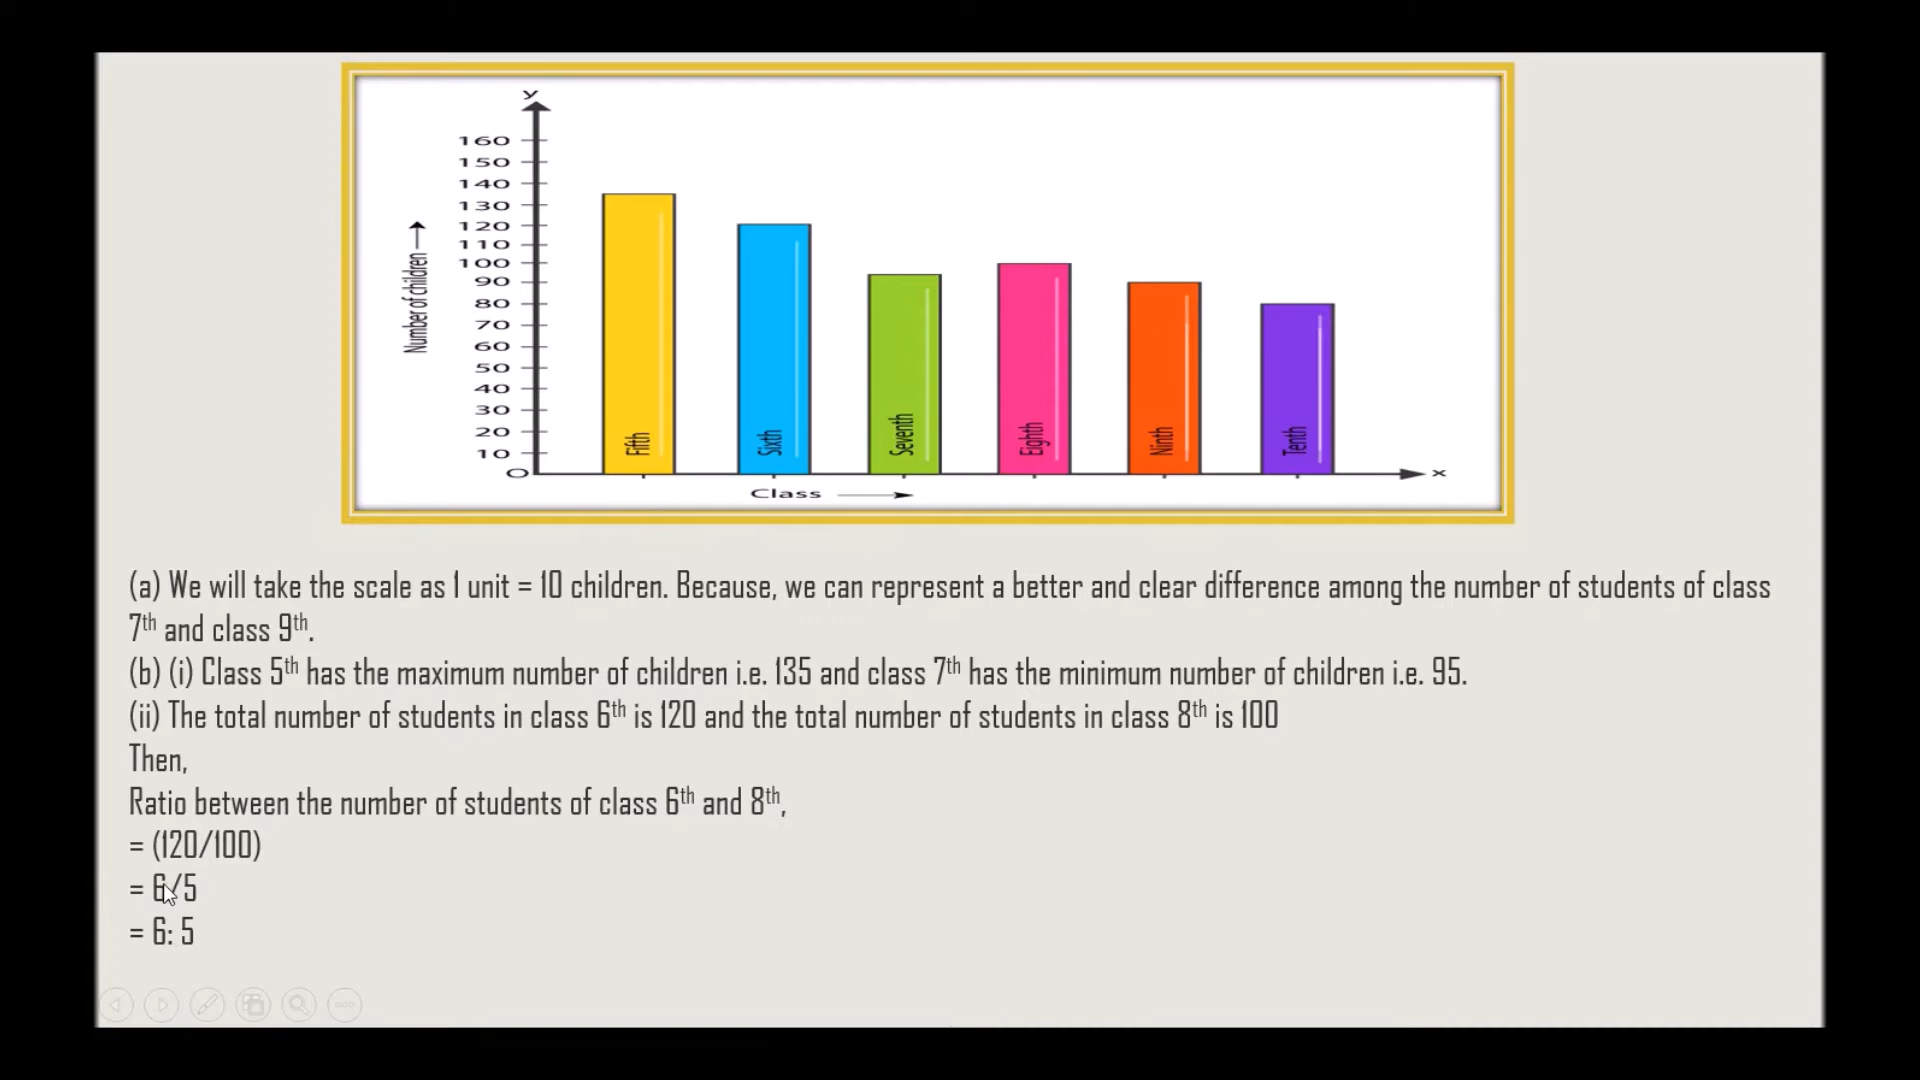 y
160
150
140
130
120
110
100
90
80
70
60
50
40
30
20
10
O
Number of children
Fifth
Sixth
Seventh
Eighth
Ninth
Tenth
x
Class
(a) We will take the scale as 1 unit = 10 children. Because, we can represent a better and clear difference among the number of students of class
7th and class 9th.
(b) (i) Class 5th has the maximum number of children i.e. 135 and class 7th has the minimum number of children i.e. 95.
(ii) The total number of students in class 6th is 120 and the total number of students in class 8th is 100
Then,
Ratio between the number of students of class 6th and 8th,
= (120/100)
= 6/5
= 6: 5